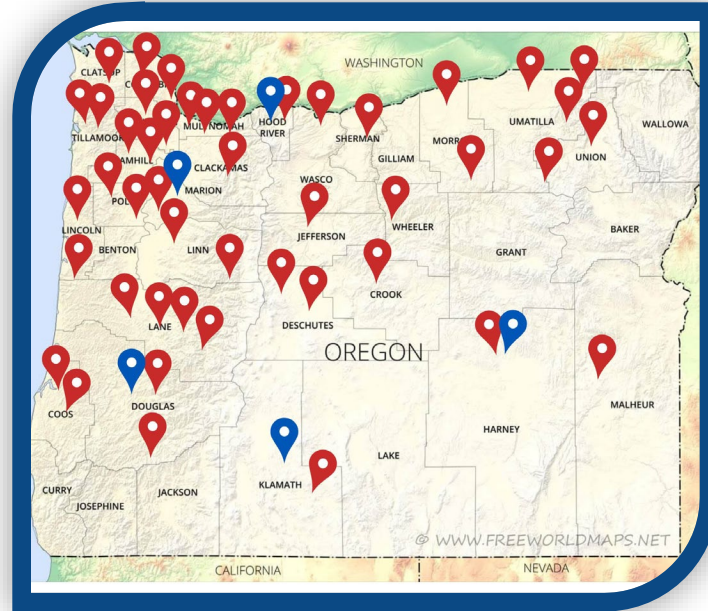 WASHINGTON
CLATSOP
TILLAMOOK
MULTNOMAH
HOOD
RIVER
SHERMAN
UMATILLA
WALLOWA
GILLIAM
UNION
CLACKAMAS
WASCO
MARION
LINCOLN
BENTON
LINN
JEFFERSON
WHEELER
GRANT
BAKER
CROOK
LANE
DESCHUTES
OREGON
DOUGLAS
COOS
MALHEUR
HARNEY
LAKE
KLAMATH
CURRY
JOSEPHINE
JACKSON
© WWW.FREEWORLDMAPS.NET
CALIFORNIA
NEVADA